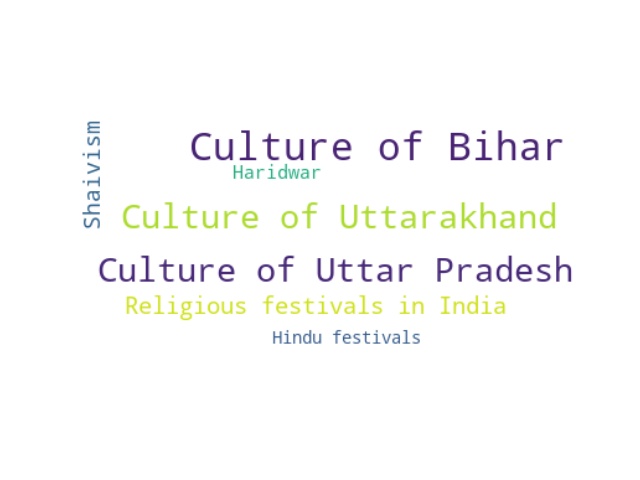 Shaivism
Culture of Bihar
Haridwar
Culture of Uttarakhand
Culture of Uttar Pradesh
Religious festivals in India
Hindu festivals